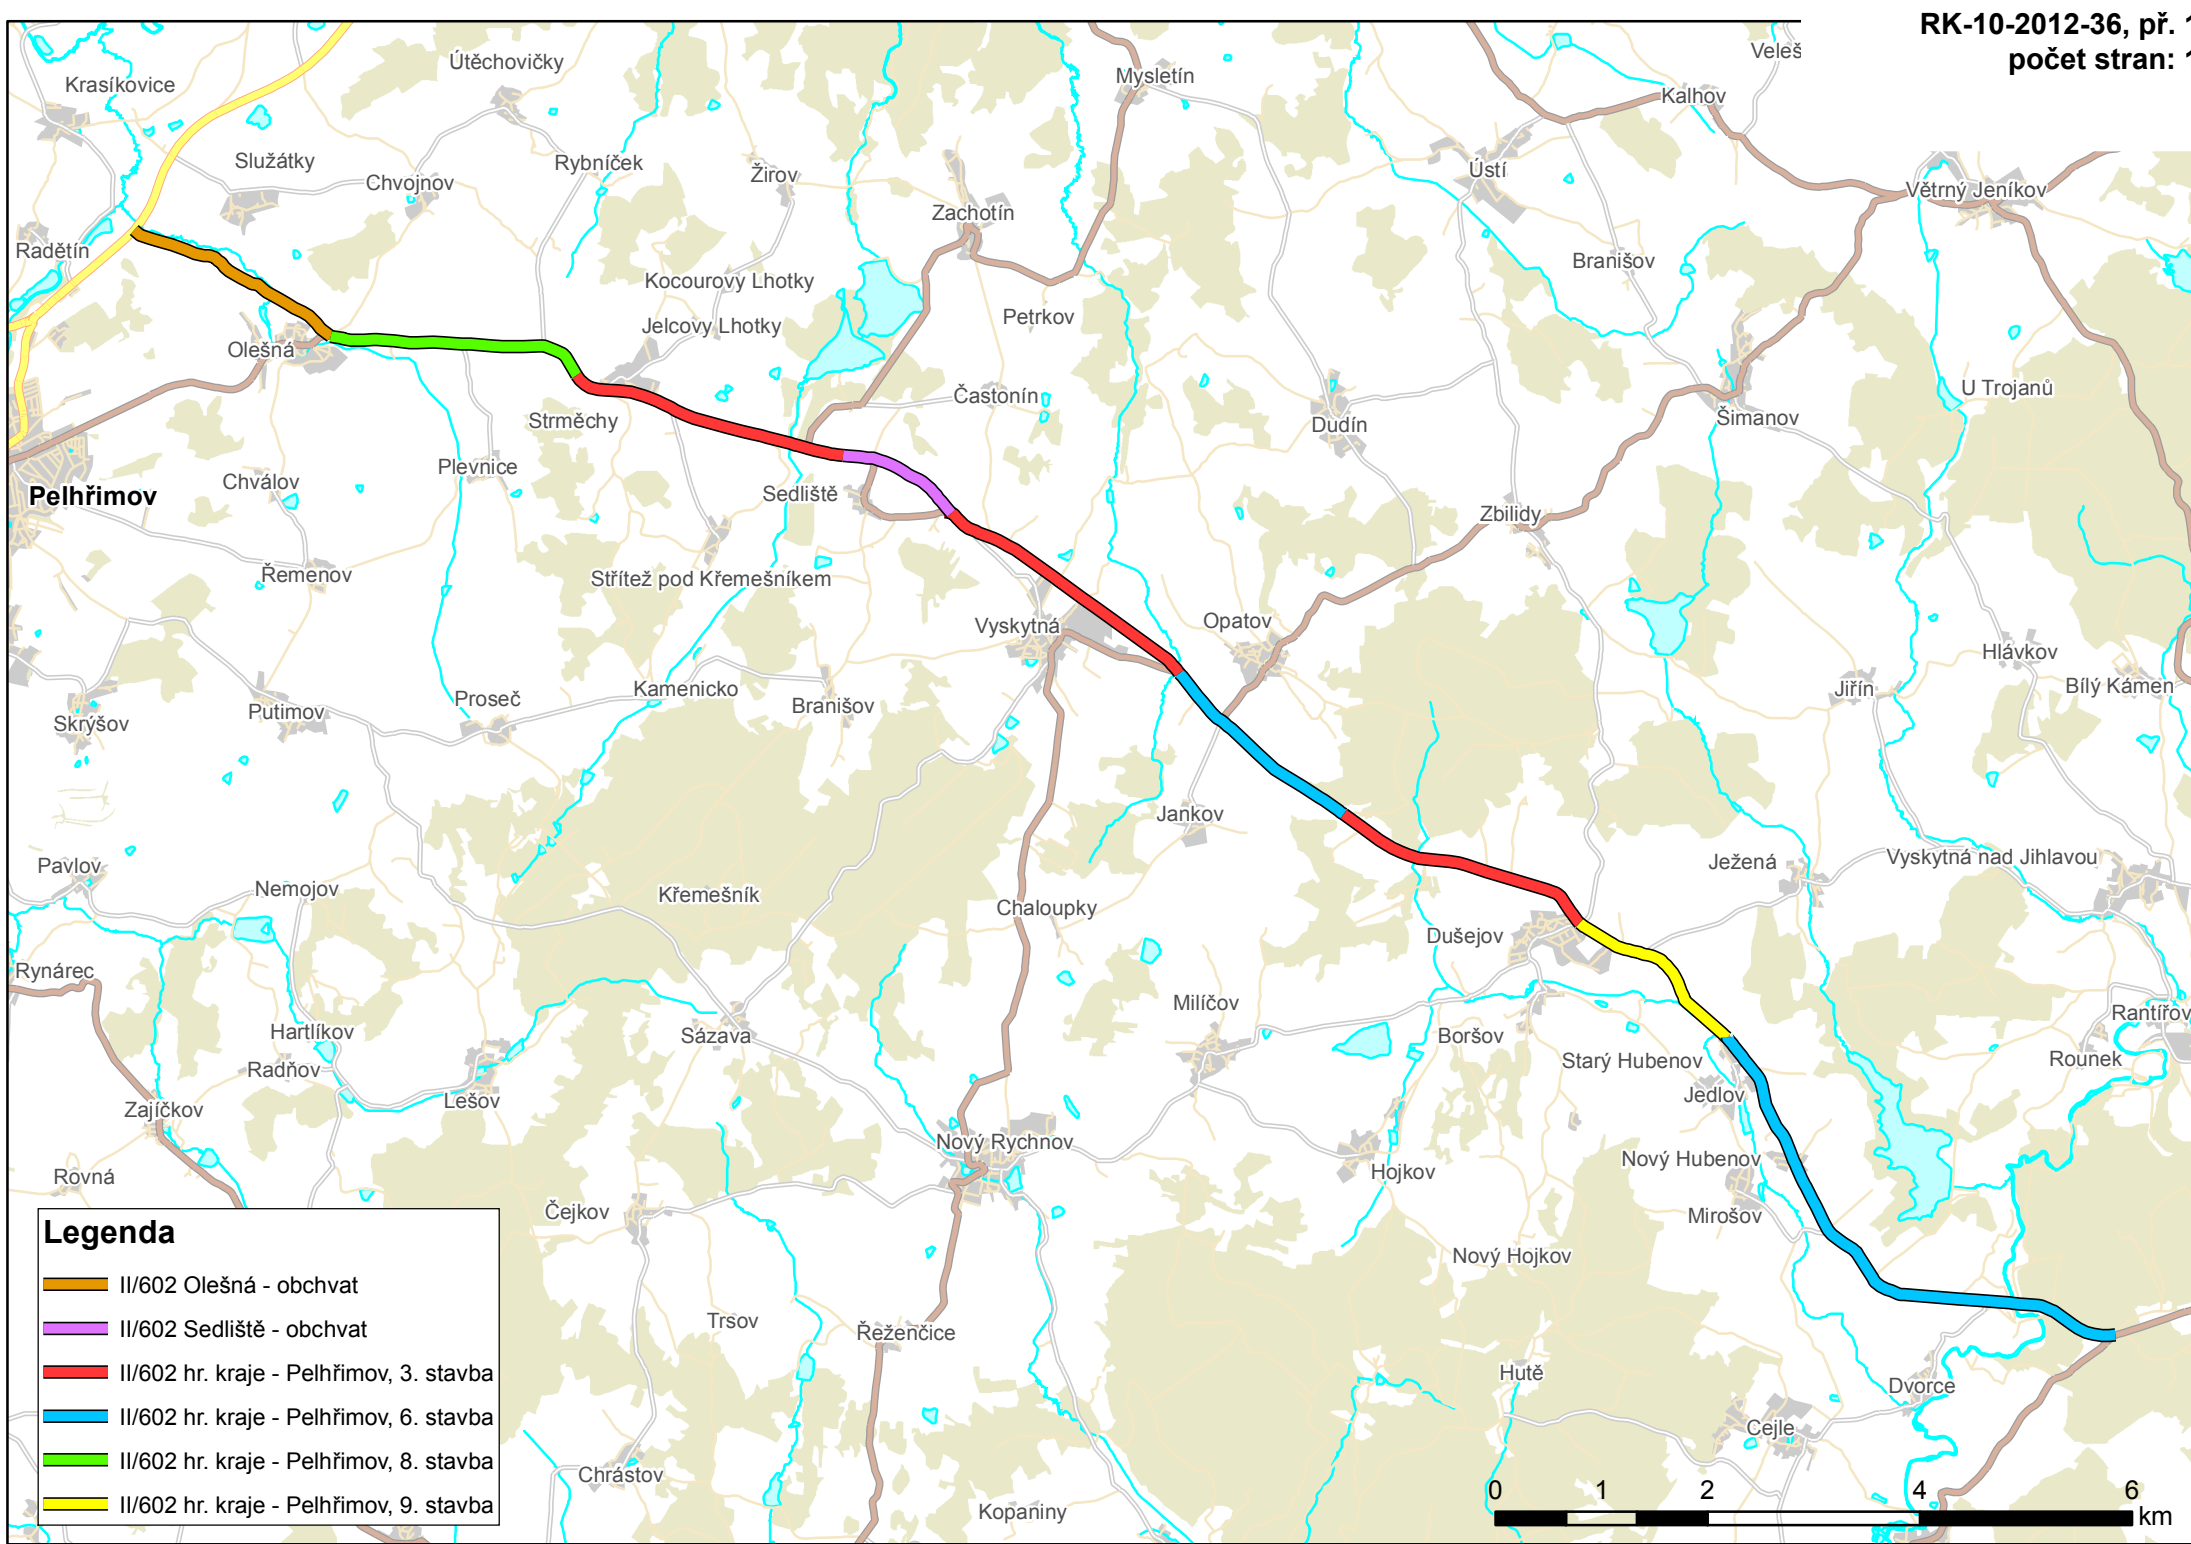 RK-10-2012-36, př. 1
počet stran: 1
Veleš
Útěchovičky
Krasíkovice
Mysletín
Kalhov
Služátky
Rybníček
Chvojnov
Žirov
Ústí
Větrný Jeníkov
Zachotín
Radětín
Branišov
Kocourovy Lhotky
Petrkov
Jelcovy Lhotky
Olešná
U Trojanů
Častonín
Strměchy
Dudín
Šimanov
Plevnice
Chválov
Pelhřimov
Sedliště
Zbilidy
Řemenov
Střítež pod Křemešníkem
Vyskytná
Opatov
Hlávkov
Kamenicko
Bílý Kámen
Jiřín
Proseč
Branišov
Putimov
Skrýšov
Jankov
Ježená
Vyskytná nad Jihlavou
Pavlov
Nemojov
Křemešník
Chaloupky
Dušejov
Rynárec
Milíčov
Rantířov
Hartlíkov
Sázava
Boršov
Starý Hubenov
Rounek
Radňov
Jedlov
Lešov
Zajíčkov
Nový Rychnov
Nový Hubenov
Hojkov
Rovná
Čejkov
Mirošov
Nový Hojkov
Tršov
Řeženčice
Hutě
Dvorce
Cejle
Chrástov
Kopaniny
Legenda
II/602 Olešná - obchvat
II/602 Sedliště - obchvat
II/602 hr. kraje - Pelhřimov, 3. stavba
II/602 hr. kraje - Pelhřimov, 6. stavba
II/602 hr. kraje - Pelhřimov, 8. stavba
II/602 hr. kraje - Pelhřimov, 9. stavba
0 1 2 4 6
km